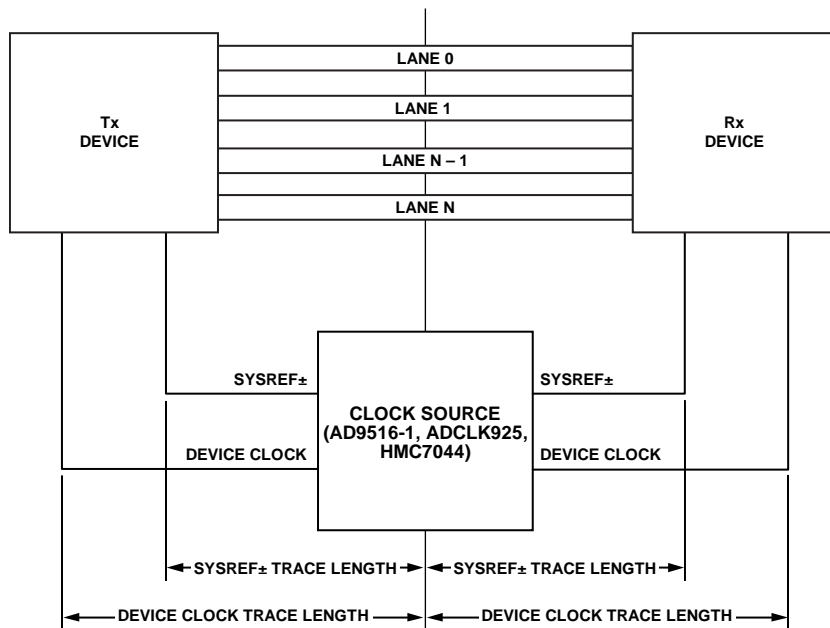 LANE 0
LANE 1
Tx
DEVICE
Rx
DEVICE
LANE N – 1
LANE N
SYSREF±
SYSREF±
CLOCK SOURCE
(AD9516-1, ADCLK925,
HMC7044)
DEVICE CLOCK
DEVICE CLOCK
SYSREF± TRACE LENGTH
SYSREF± TRACE LENGTH
DEVICE CLOCK TRACE LENGTH
DEVICE CLOCK TRACE LENGTH